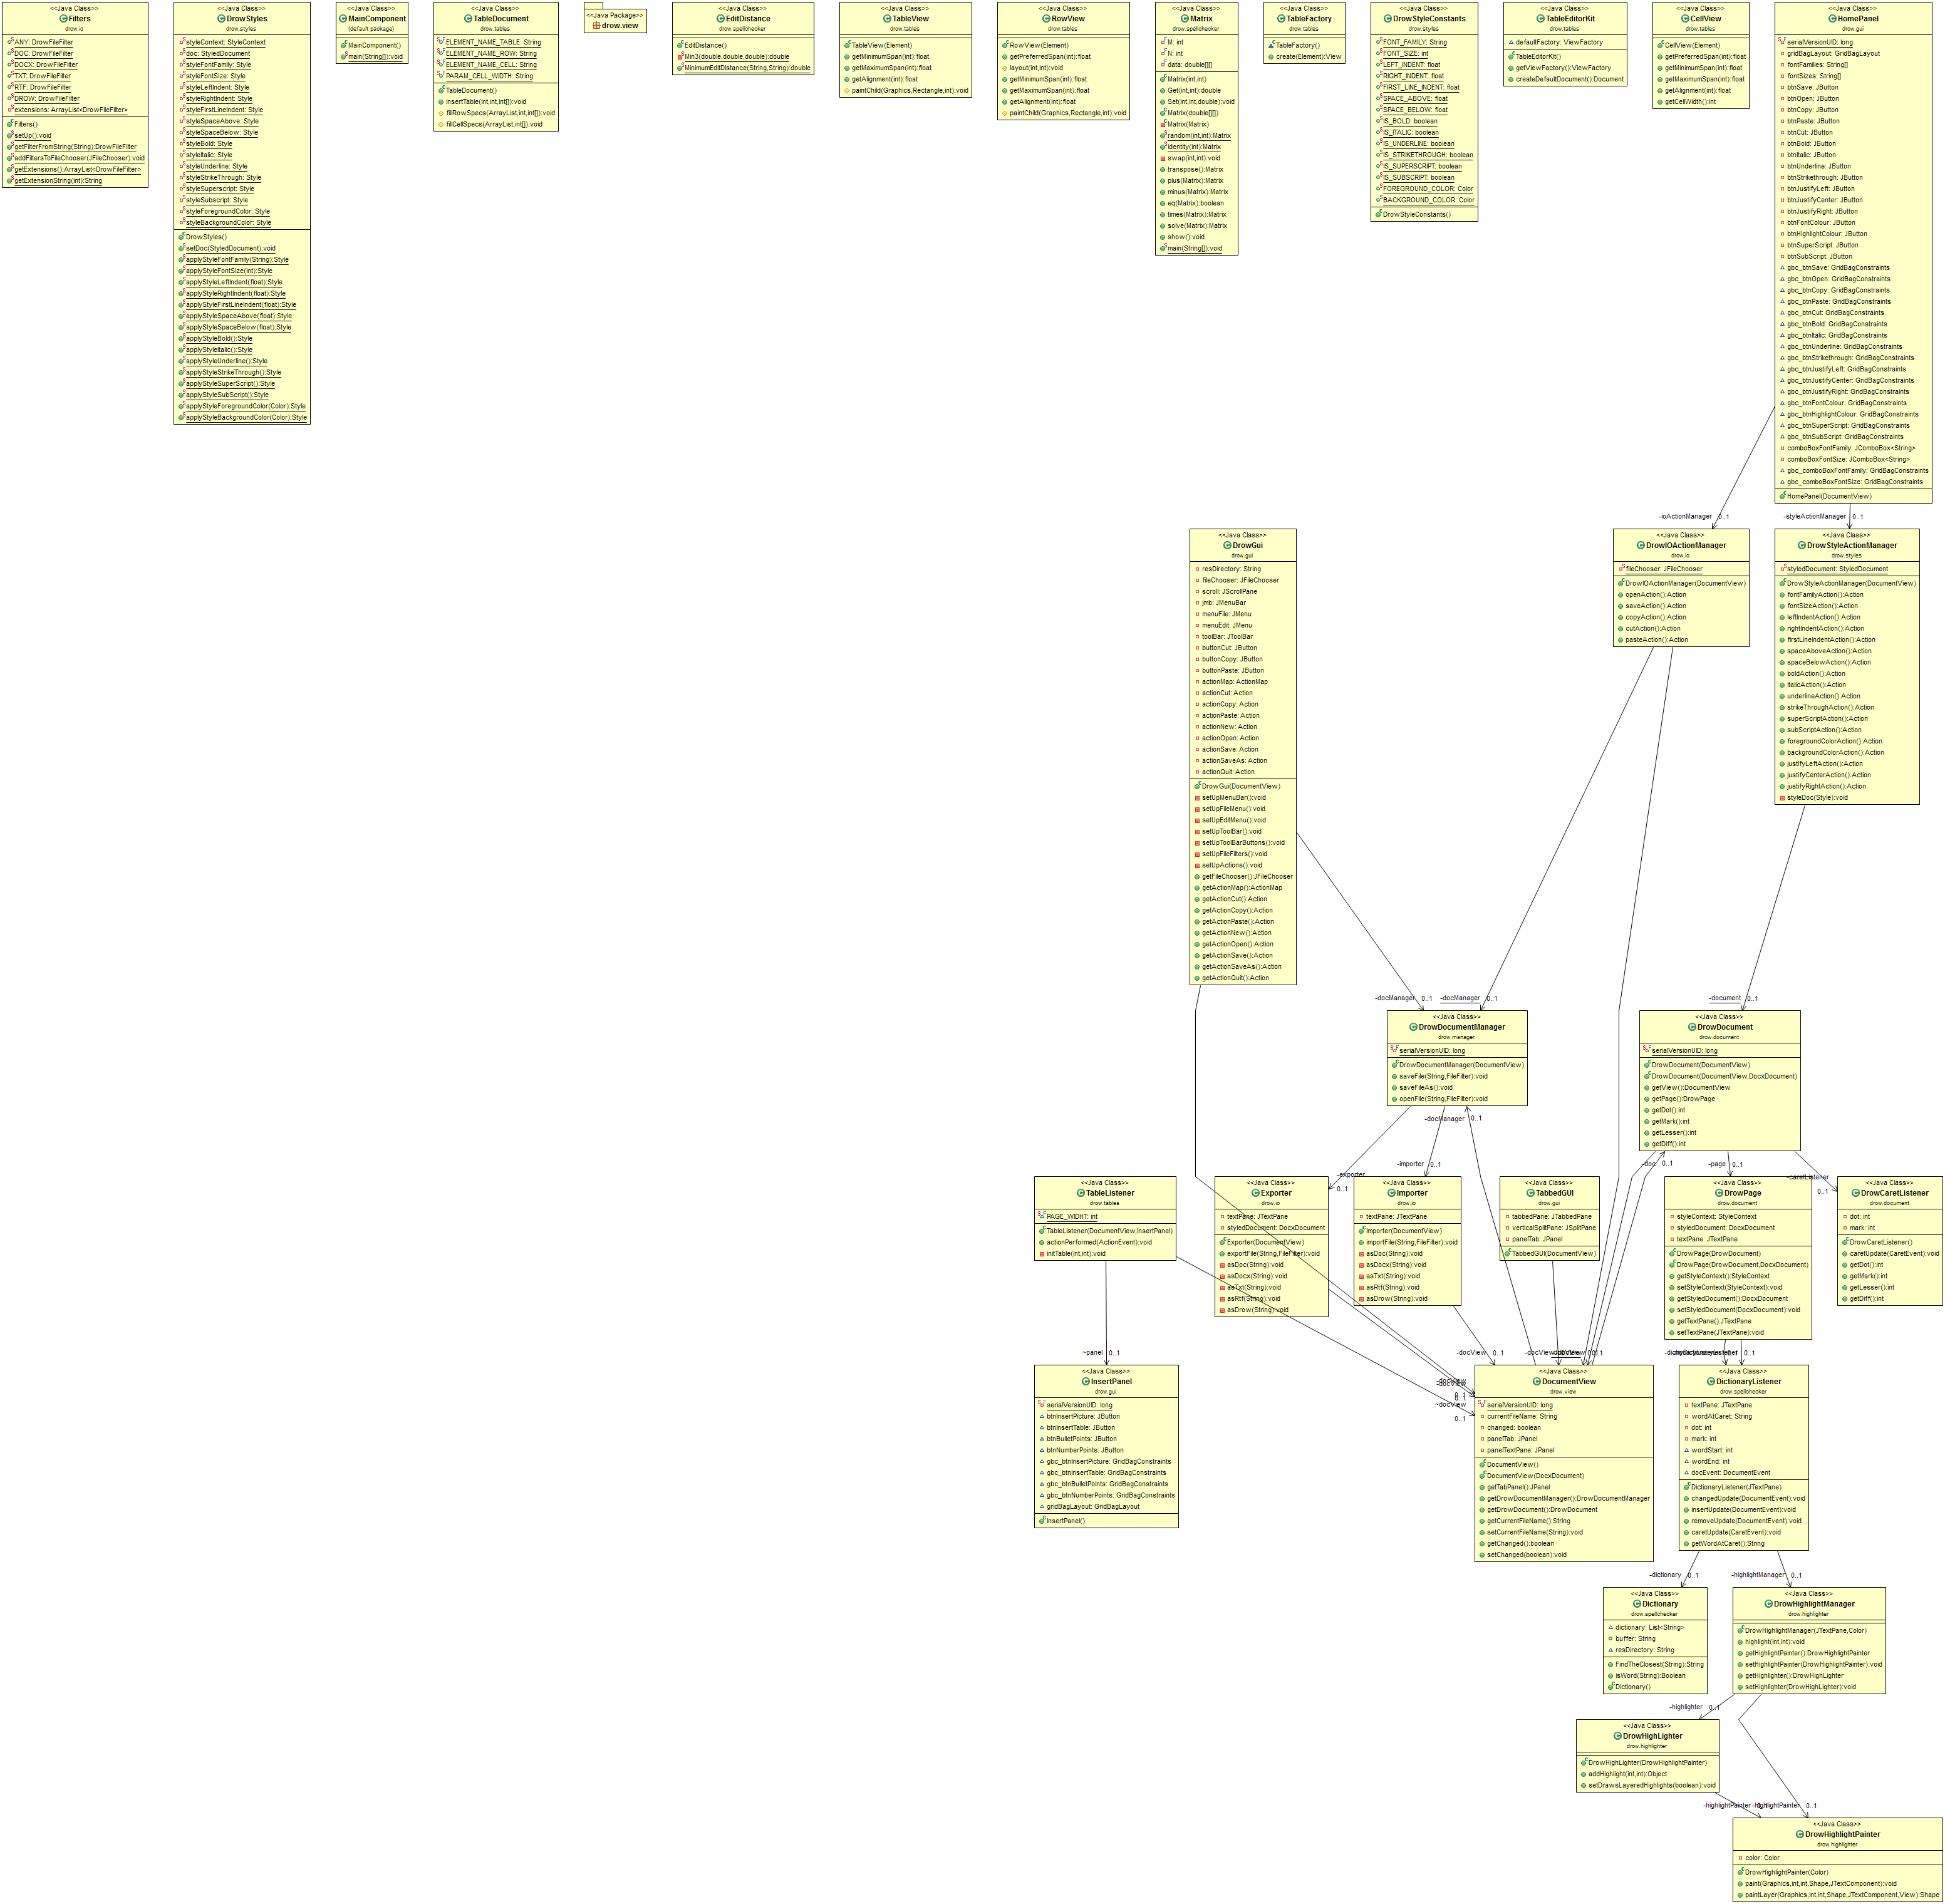 <<Java Class>>
Filters
drow.io
ANY: DrowFileFilter
DOC: DrowFileFilter
DOCX: DrowFileFilter
TXT: DrowFileFilter
RTF: DrowFileFilter
DROW: DrowFileFilter
extensions: ArrayList<DrowFileFilter>
Filters()
setUp():void
getFilterFromString(String):DrowFileFilter
addFiltersToFileChooser(JFileChooser):void
getExtensions():ArrayList<DrowFileFilter>
getExtensionString(int):String
<<Java Class>>
DrowStyles
drow.styles
styleContext: StyleContext
doc: StyledDocument
styleFontFamily: Style
styleFontSize: Style
styleLeftIndent: Style
styleRightIndent: Style
styleFirstLineIndent: Style
styleSpaceAbove: Style
styleSpaceBelow: Style
styleBold: Style
styleItalic: Style
styleUnderline: Style
styleStrikeThrough: Style
styleSuperscript: Style
styleSubscript: Style
styleForegroundColor: Style
styleBackgroundColor: Style
DrowStyles()
setDoc(StyledDocument):void
applyStyleFontFamily(String):Style
applyStyleFontSize(int):Style
applyStyleLeftIndent(float):Style
applyStyleRightIndent(float):Style
applyStyleFirstLineIndent(float):Style
applyStyleSpaceAbove(float):Style
applyStyleSpaceBelow(float):Style
applyStyleBold():Style
applyStyleItalic():Style
applyStyleUnderline():Style
applyStyleStrikeThrough():Style
applyStyleSuperScript():Style
applyStyleSubScript():Style
applyStyleForegroundColor(Color):Style
applyStyleBackgroundColor(Color):Style
<<Java Class>>
MainComponent
(default package)
MainComponent()
main(String[]):void
<<Java Class>>
TableDocument
drow.tables
ELEMENT_NAME_TABLE: String
ELEMENT_NAME_ROW: String
ELEMENT_NAME_CELL: String
PARAM_CELL_WIDTH: String
TableDocument()
insertTable(int,int,int[]):void
fillRowSpecs(ArrayList,int,int[]):void
fillCellSpecs(ArrayList,int[]):void
<<Java Package>>
drow.view
<<Java Class>>
EditDistance
drow.spellchecker
EditDistance()
Min3(double,double,double):double
MinimumEditDistance(String,String):double
<<Java Class>>
TableView
drow.tables
TableView(Element)
getMinimumSpan(int):float
getMaximumSpan(int):float
getAlignment(int):float
paintChild(Graphics,Rectangle,int):void
<<Java Class>>
RowView
drow.tables
RowView(Element)
getPreferredSpan(int):float
layout(int,int):void
getMinimumSpan(int):float
getMaximumSpan(int):float
getAlignment(int):float
paintChild(Graphics,Rectangle,int):void
<<Java Class>>
Matrix
drow.spellchecker
M: int
N: int
data: double[][]
Matrix(int,int)
Get(int,int):double
Set(int,int,double):void
Matrix(double[][])
Matrix(Matrix)
random(int,int):Matrix
identity(int):Matrix
swap(int,int):void
transpose():Matrix
plus(Matrix):Matrix
minus(Matrix):Matrix
eq(Matrix):boolean
times(Matrix):Matrix
solve(Matrix):Matrix
show():void
main(String[]):void
<<Java Class>>
TableFactory
drow.tables
TableFactory()
create(Element):View
<<Java Class>>
DrowStyleConstants
drow.styles
FONT_FAMILY: String
FONT_SIZE: int
LEFT_INDENT: float
RIGHT_INDENT: float
FIRST_LINE_INDENT: float
SPACE_ABOVE: float
SPACE_BELOW: float
IS_BOLD: boolean
IS_ITALIC: boolean
IS_UNDERLINE: boolean
IS_STRIKETHROUGH: boolean
IS_SUPERSCRIPT: boolean
IS_SUBSCRIPT: boolean
FOREGROUND_COLOR: Color
BACKGROUND_COLOR: Color
DrowStyleConstants()
<<Java Class>>
TableEditorKit
drow.tables
defaultFactory: ViewFactory
TableEditorKit()
getViewFactory():ViewFactory
createDefaultDocument():Document
<<Java Class>>
CellView
drow.tables
CellView(Element)
getPreferredSpan(int):float
getMinimumSpan(int):float
getMaximumSpan(int):float
getAlignment(int):float
getCellWidth():int
<<Java Class>>
HomePanel
drow.gui
serialVersionUID: long
gridBagLayout: GridBagLayout
fontFamilies: String[]
fontSizes: String[]
btnSave: JButton
btnOpen: JButton
btnCopy: JButton
btnPaste: JButton
btnCut: JButton
btnBold: JButton
btnItalic: JButton
btnUnderline: JButton
btnStrikethrough: JButton
btnJustifyLeft: JButton
btnJustifyCenter: JButton
btnJustifyRight: JButton
btnFontColour: JButton
btnHighlightColour: JButton
btnSuperScript: JButton
btnSubScript: JButton
gbc_btnSave: GridBagConstraints
gbc_btnOpen: GridBagConstraints
gbc_btnCopy: GridBagConstraints
gbc_btnPaste: GridBagConstraints
gbc_btnCut: GridBagConstraints
gbc_btnBold: GridBagConstraints
gbc_btnItalic: GridBagConstraints
gbc_btnUnderline: GridBagConstraints
gbc_btnStrikethrough: GridBagConstraints
gbc_btnJustifyLeft: GridBagConstraints
gbc_btnJustifyCenter: GridBagConstraints
gbc_btnJustifyRight: GridBagConstraints
gbc_btnFontColour: GridBagConstraints
gbc_btnHighlightColour: GridBagConstraints
gbc_btnSuperScript: GridBagConstraints
gbc_btnSubScript: GridBagConstraints
comboBoxFontFamily: JComboBox<String>
comboBoxFontSize: JComboBox<String>
gbc_comboBoxFontFamily: GridBagConstraints
gbc_comboBoxFontSize: GridBagConstraints
HomePanel(DocumentView)
-ioActionManager 0..1
-styleActionManager 0..1
<<Java Class>>
DrowGui
drow.gui
resDirectory: String
fileChooser: JFileChooser
scroll: JScrollPane
jmb: JMenuBar
menuFile: JMenu
menuEdit: JMenu
toolBar: JToolBar
buttonCut: JButton
buttonCopy: JButton
buttonPaste: JButton
actionMap: ActionMap
actionCut: Action
actionCopy: Action
actionPaste: Action
actionNew: Action
actionOpen: Action
actionSave: Action
actionSaveAs: Action
actionQuit: Action
DrowGui(DocumentView)
setUpMenuBar():void
setUpFileMenu():void
setUpEditMenu():void
setUpToolBar():void
setUpToolBarButtons():void
setUpFileFilters():void
setUpActions():void
getFileChooser():JFileChooser
getActionMap():ActionMap
getActionCut():Action
getActionCopy():Action
getActionPaste():Action
getActionNew():Action
getActionOpen():Action
getActionSave():Action
getActionSaveAs():Action
getActionQuit():Action
<<Java Class>>
DrowIOActionManager
drow.io
fileChooser: JFileChooser
DrowIOActionManager(DocumentView)
openAction():Action
saveAction():Action
copyAction():Action
cutAction():Action
pasteAction():Action
<<Java Class>>
DrowStyleActionManager
drow.styles
styledDocument: StyledDocument
DrowStyleActionManager(DocumentView)
fontFamilyAction():Action
fontSizeAction():Action
leftIndentAction():Action
rightIndentAction():Action
firstLineIndentAction():Action
spaceAboveAction():Action
spaceBelowAction():Action
boldAction():Action
italicAction():Action
underlineAction():Action
strikeThroughAction():Action
superScriptAction():Action
subScriptAction():Action
foregroundColorAction():Action
backgroundColorAction():Action
justifyLeftAction():Action
justifyCenterAction():Action
justifyRightAction():Action
styleDoc(Style):void
-docManager 0..1
-docManager 0..1
-document 0..1
<<Java Class>>
DrowDocumentManager
drow.manager
serialVersionUID: long
DrowDocumentManager(DocumentView)
saveFile(String,FileFilter):void
saveFileAs():void
openFile(String,FileFilter):void
<<Java Class>>
DrowDocument
drow.document
serialVersionUID: long
DrowDocument(DocumentView)
DrowDocument(DocumentView,DocxDocument)
getView():DocumentView
getPage():DrowPage
getDot():int
getMark():int
getLesser():int
getDiff():int
-docManager 0..1
-exporter 0..1
-importer 0..1
-doc 0..1
-page 0..1
-caretListener 0..1
<<Java Class>>
TableListener
drow.tables
PAGE_WIDHT: int
TableListener(DocumentView,InsertPanel)
actionPerformed(ActionEvent):void
initTable(int,int):void
<<Java Class>>
Exporter
drow.io
textPane: JTextPane
styledDocument: DocxDocument
Exporter(DocumentView)
exportFile(String,FileFilter):void
asDoc(String):void
asDocx(String):void
asTxt(String):void
asRtf(String):void
asDrow(String):void
<<Java Class>>
Importer
drow.io
textPane: JTextPane
Importer(DocumentView)
importFile(String,FileFilter):void
asDoc(String):void
asDocx(String):void
asTxt(String):void
asRtf(String):void
asDrow(String):void
<<Java Class>>
TabbedGUI
drow.gui
tabbedPane: JTabbedPane
verticalSplitPane: JSplitPane
panelTab: JPanel
TabbedGUI(DocumentView)
<<Java Class>>
DrowPage
drow.document
styleContext: StyleContext
styledDocument: DocxDocument
textPane: JTextPane
DrowPage(DrowDocument)
DrowPage(DrowDocument,DocxDocument)
getStyleContext():StyleContext
setStyleContext(StyleContext):void
getStyledDocument():DocxDocument
setStyledDocument(DocxDocument):void
getTextPane():JTextPane
setTextPane(JTextPane):void
<<Java Class>>
DrowCaretListener
drow.document
dot: int
mark: int
DrowCaretListener()
caretUpdate(CaretEvent):void
getDot():int
getMark():int
getLesser():int
getDiff():int
~panel 0..1
-docView 0..1
-docView
-docView
0..1
~docView
0..1
0..1
<<Java Class>>
InsertPanel
drow.gui
serialVersionUID: long
btnInsertPicture: JButton
btnInsertTable: JButton
btnBulletPoints: JButton
btnNumberPoints: JButton
gbc_btnInsertPicture: GridBagConstraints
gbc_btnInsertTable: GridBagConstraints
gbc_btnBulletPoints: GridBagConstraints
gbc_btnNumberPoints: GridBagConstraints
gridBagLayout: GridBagLayout
InsertPanel()
<<Java Class>>
DocumentView
drow.view
serialVersionUID: long
currentFileName: String
changed: boolean
panelTab: JPanel
panelTextPane: JPanel
DocumentView()
DocumentView(DocxDocument)
getTabPanel():JPanel
getDrowDocumentManager():DrowDocumentManager
getDrowDocument():DrowDocument
getCurrentFileName():String
setCurrentFileName(String):void
getChanged():boolean
setChanged(boolean):void
<<Java Class>>
DictionaryListener
drow.spellchecker
textPane: JTextPane
wordAtCaret: String
dot: int
mark: int
wordStart: int
wordEnd: int
docEvent: DocumentEvent
DictionaryListener(JTextPane)
changedUpdate(DocumentEvent):void
insertUpdate(DocumentEvent):void
removeUpdate(DocumentEvent):void
caretUpdate(CaretEvent):void
getWordAtCaret():String
-dictionary 0..1
-highlightManager 0..1
<<Java Class>>
Dictionary
drow.spellchecker
dictionary: List<String>
buffer: String
resDirectory: String
FindTheClosest(String):String
isWord(String):Boolean
Dictionary()
<<Java Class>>
DrowHighlightManager
drow.highlighter
DrowHighlightManager(JTextPane,Color)
highlight(int,int):void
getHighlightPainter():DrowHighlightPainter
setHighlightPainter(DrowHighlightPainter):void
getHighlighter():DrowHighLighter
setHighlighter(DrowHighLighter):void
-highlighter 0..1
<<Java Class>>
DrowHighLighter
drow.highlighter
DrowHighLighter(DrowHighlightPainter)
addHighlight(int,int):Object
setDrawsLayeredHighlights(boolean):void
-highlightPainter
-highlightPainter 0..1
<<Java Class>>
DrowHighlightPainter
drow.highlighter
color: Color
DrowHighlightPainter(Color)
paint(Graphics,int,int,Shape,JTextComponent):void
paintLayer(Graphics,int,int,Shape,JTextComponent,View):Shape